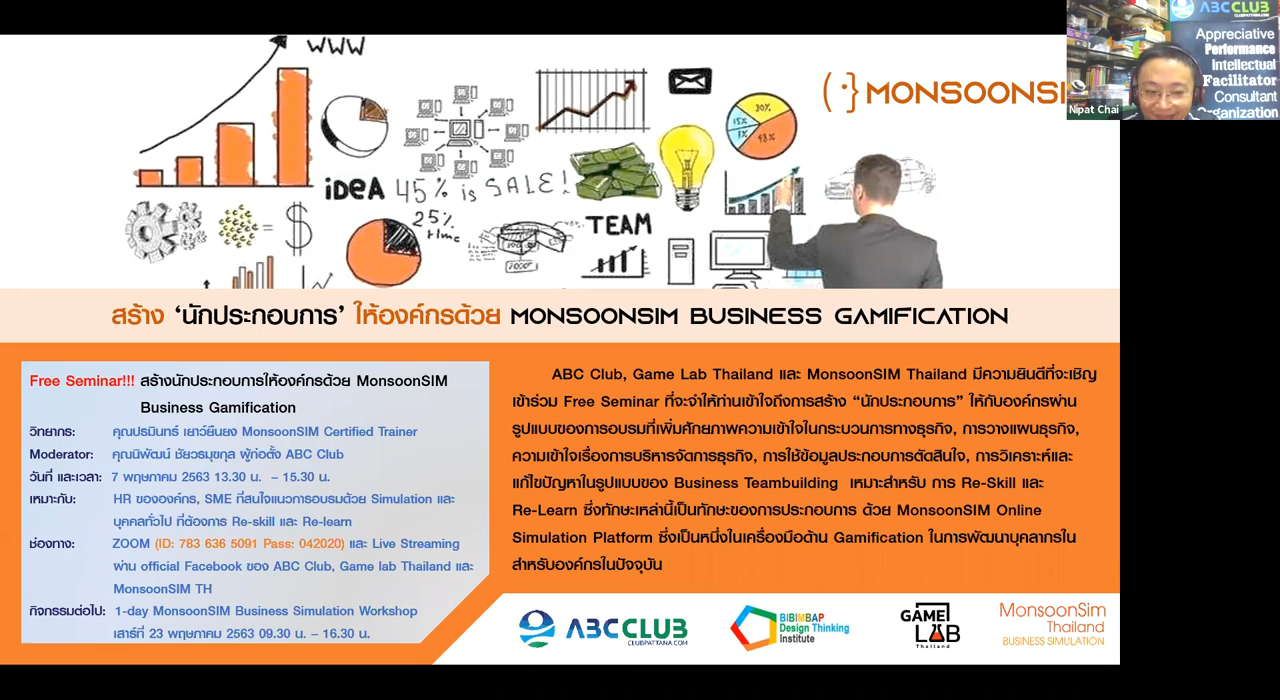 WWW
MONSOONSI
ABCCLUB
CLUBPATTANA.COM
Appreciative
Performance
Intellectual
Facilitator
Consultant
Organization
Nipat Chai
30%
15%
43%
iDEA
45% is SALE!
25%
TEAM
$
สร้าง ‘นักประกอบการ’ ให้องค์กรด้วย MONSOONSIM BUSINESS GAMIFICATION
Free Seminar!!! สร้างนักประกอบการให้องค์กรด้วย MonsoonSIM
Business Gamification
วิทยากร: คุณปรมินทร์ เยาว์ยืนยง MonsoonSIM Certified Trainer
Moderator: คุณนิพัฒน์ ชัยวรมุขกุล ผู้ก่อตั้ง ABC Club
วันที่ และเวลา: 7 พฤษภาคม 2563 13.30 น. – 15.30 น.
เหมาะกับ: HR ขององค์กร, SME ที่สนใจแนวการอบรมด้วย Simulation และ
บุคคลทั่วไป ที่ต้องการ Re-skill และ Re-learn
ช่องทาง: ZOOM (ID: 783 636 5091 Pass: 042020) และ Live Streaming
ผ่าน official Facebook ของ ABC Club, Game lab Thailand และ
MonsoonSIM TH
กิจกรรมต่อไป: 1-day MonsoonSIM Business Simulation Workshop
เสาร์ที่ 23 พฤษภาคม 2563 09.30 น. – 16.30 น.
ABC Club, Game Lab Thailand และ MonsoonSIM Thailand มีความยินดีที่จะเชิญ
เข้าร่วม Free Seminar ที่จะจำให้ท่านเข้าใจถึงการสร้าง “นักประกอบการ” ให้กับองค์กรผ่าน
รูปแบบของการอบรมที่เพิ่มศักยภาพความเข้าใจในกระบวนการทางธุรกิจ, การวางแผนธุรกิจ,
ความเข้าใจเรื่องการบริหารจัดการธุรกิจ, การใช้ข้อมูลประกอบการตัดสินใจ, การวิเคราะห์และ
แก้ไขปัญหาในรูปแบบของ Business Teambuilding เหมาะสำหรับ การ Re-Skill และ
Re-Learn ซึ่งทักษะเหล่านี้เป็นทักษะของการประกอบการ ด้วย MonsoonSIM Online
Simulation Platform ซึ่งเป็นหนึ่งในเครื่องมือด้าน Gamification ในการพัฒนาบุคลากรใน
สำหรับองค์กรในปัจจุบัน
ABCCLUB
CLUBPATTANA.COM
BIBIMBAP
Design Thinking
Institute
GAME
LAB
Thailand
MonsoonSim
Thailand
BUSINESS SIMULATION